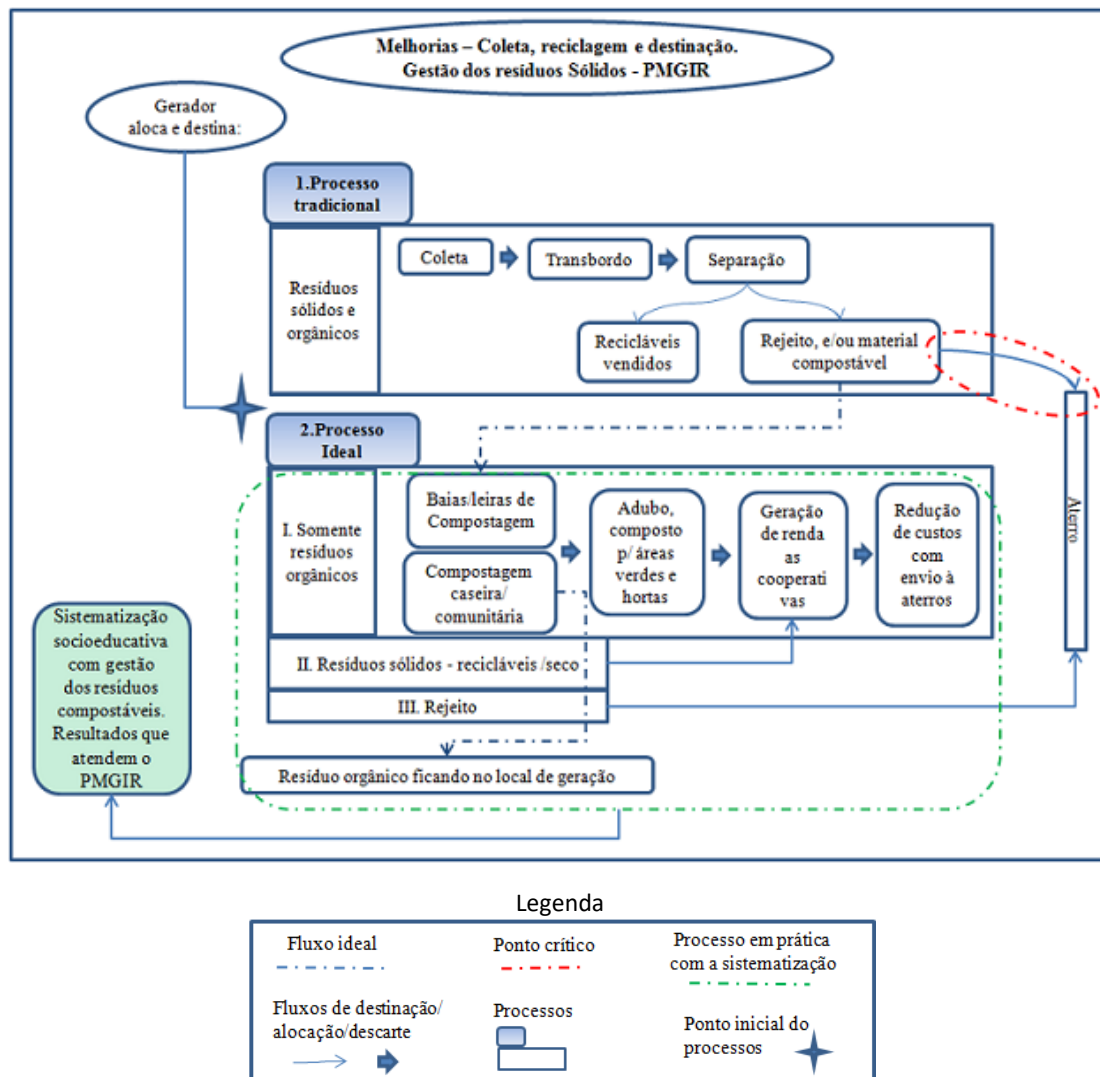 Melhorias – Coleta, reciclagem e destinação.
Gestão dos resíduos Sólidos - PMGIR
Gerador
aloca e destina:
1.Processo
tradicional
Resíduos
sólidos e
orgânicos
Coleta
Transbordo
Separação
Recicláveis
vendidos
Rejeito, e/ou material
compostável
Aterro
2.Processo
Ideal
I. Somente
resíduos
orgânicos
Baias/leiras de
Compostagem
Compostagem
caseira/
comunitária
Adubo,
composto
p/ áreas
verdes e
hortas
Geração
de renda
as
cooperati
vas
Redução
de custos
com
envio à
aterros
II. Resíduos sólidos - recicláveis /seco
III. Rejeito
Resíduo orgânico ficando no local de geração
Sistematização
socioeducativa
com gestão
dos resíduos
compostáveis.
Resultados que
atendem o
PMGIR
Legenda
Fluxo ideal
Ponto crítico
Processo em prática
com a sistematização
Fluxos de destinação/
alocação/descarte
Processos
Ponto inicial do
processos